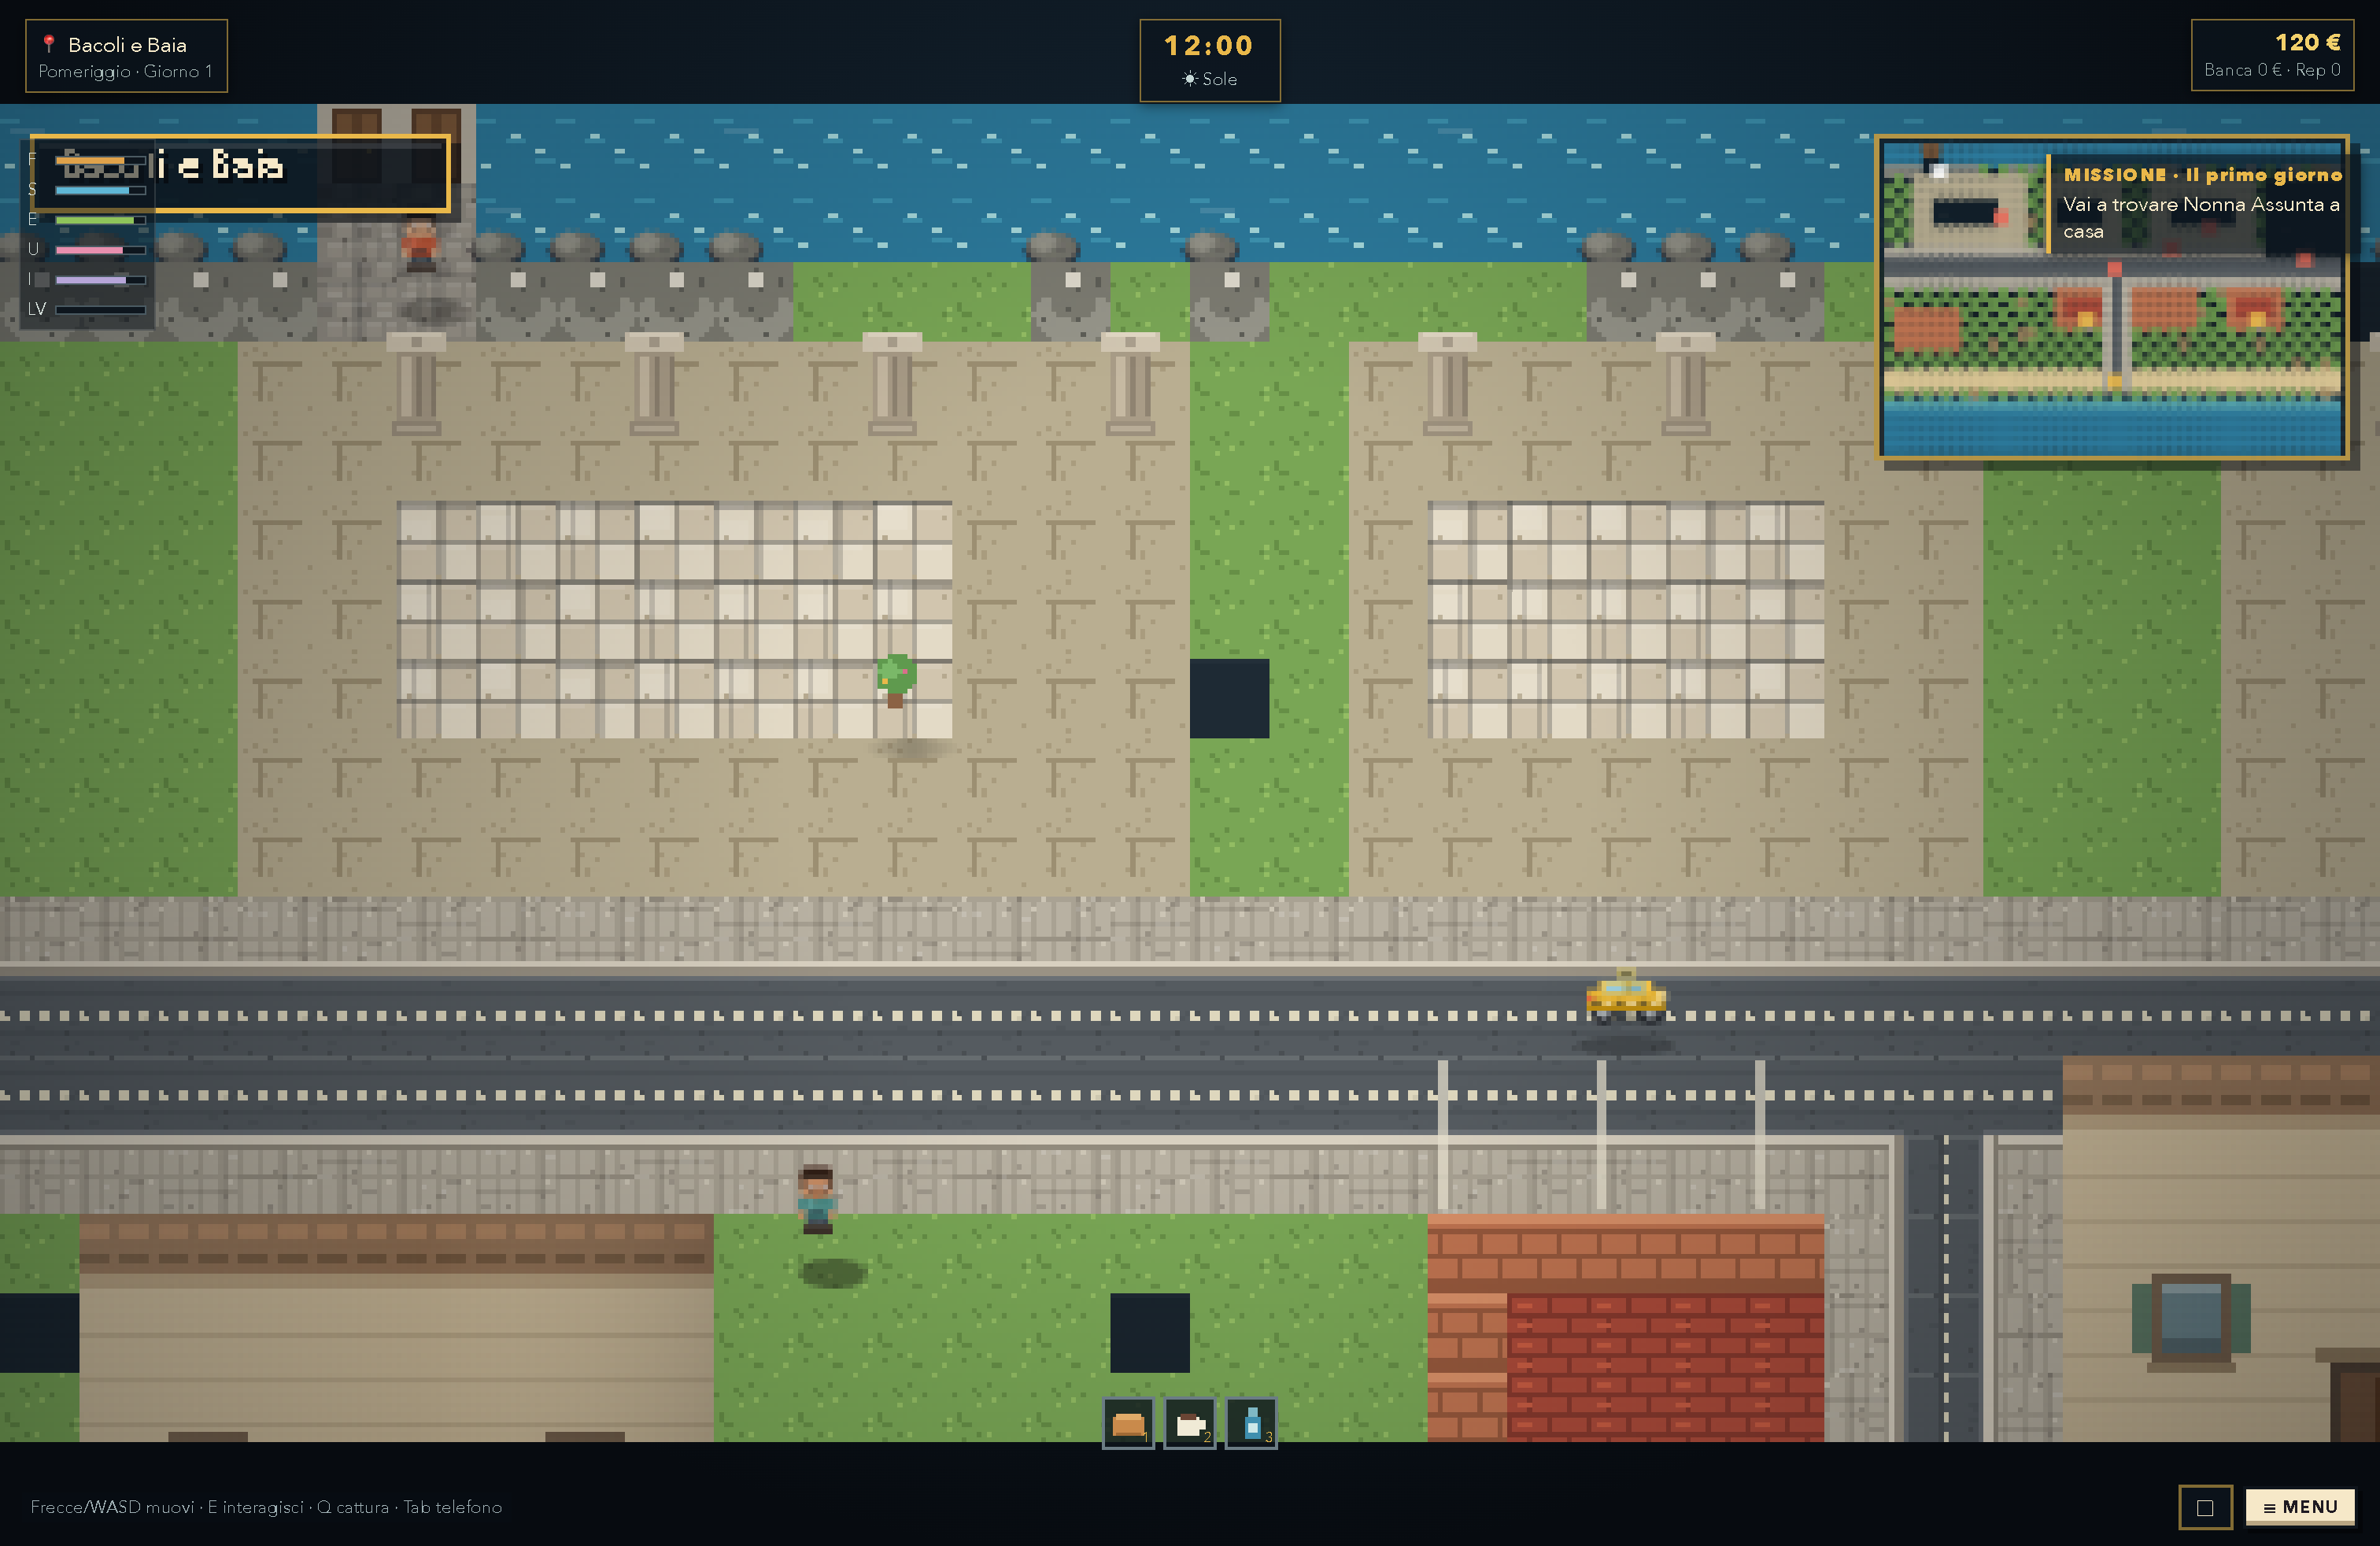 Bacoli e Baia
Pomeriggio · Giorno 1
12:00
Sole
120 €
Banca 0 € · Rep 0
li e Baia
F
S
E
U
I
LV
MISSIONE · Il primo giorno
Vai a trovare Nonna Assunta a
casa
1
2
3
Frecce/WASD muovi · E interagisci · Q cattura · Tab telefono
≡ MENU